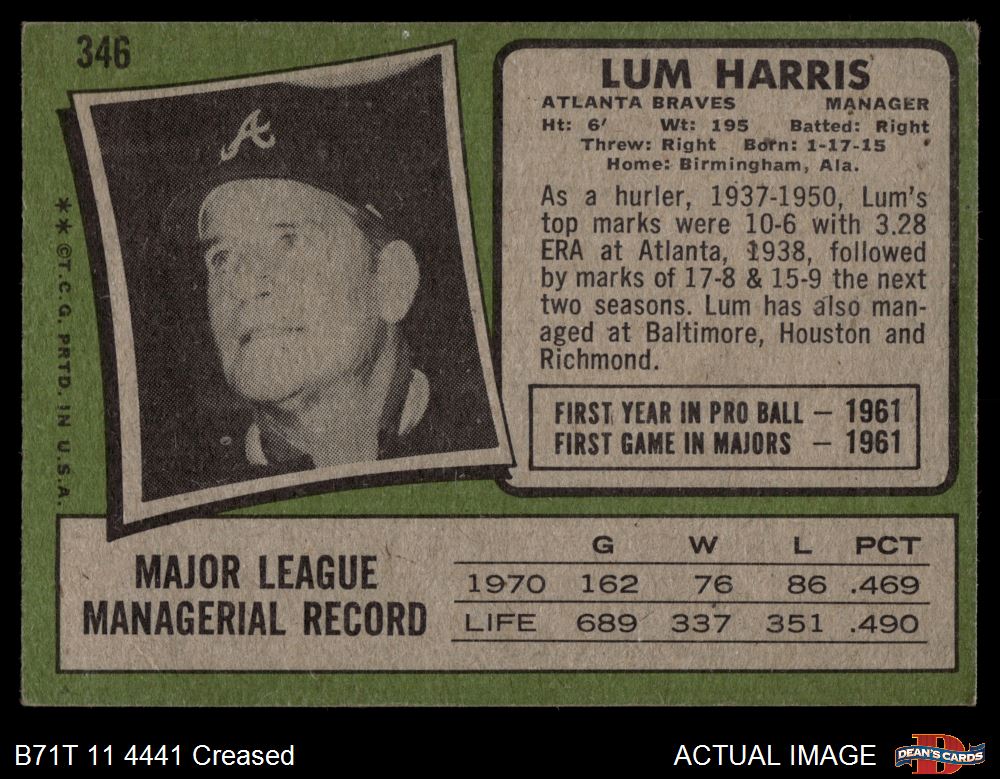 346
LUM HARRIS
ATLANTA BRAVES MANAGER
Ht: 6' Wt: 195 Batted: Right
Threw: Right Born: 1-17-15
Home: Birmingham, Ala.
As a hurler, 1937-1950, Lum's
top marks were 10-6 with 3.28
ERA at Atlanta, 1938, followed
by marks of 17-8 & 15-9 the next
two seasons. Lum has also man-
aged at Baltimore, Houston and
Richmond.
FIRST YEAR IN PRO BALL — 1961
FIRST GAME IN MAJORS — 1961
A
** ©T.C.G. PRTD. IN U.S.A.
MAJOR LEAGUE
MANAGERIAL RECORD
G W L PCT
1970 162 76 86 .469
LIFE 689 337 351 .490
B71T 11 4441 Creased
ACTUAL IMAGE
D
DEAN'S CARDS